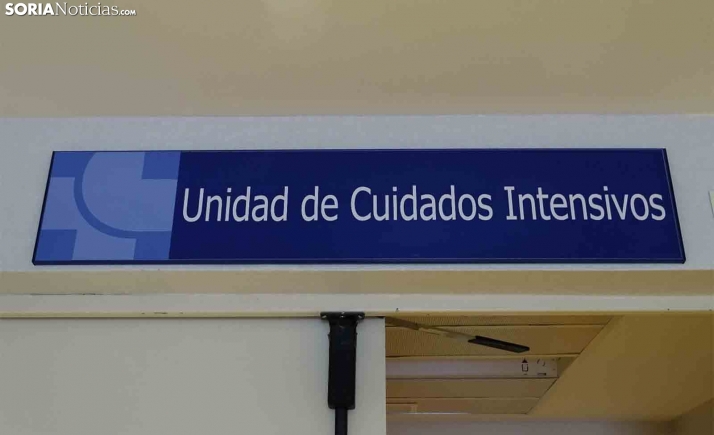 SORIANoticias.COM
Unidad de Cuidados Intensivos